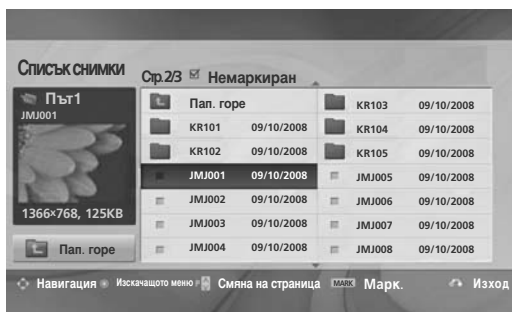 Списък снимки
Стр.2/3 Немаркиран
Път1
JMJ001
1366×768, 125KB
Пап. горе
Пап. горе
KR101 09/10/2008
KR102 09/10/2008
JMJ001 09/10/2008
JMJ002 09/10/2008
JMJ003 09/10/2008
JMJ004 09/10/2008
KR103 09/10/2008
KR104 09/10/2008
KR105 09/10/2008
JMJ005 09/10/2008
JMJ006 09/10/2008
JMJ007 09/10/2008
JMJ008 09/10/2008
Навигация Изскачащото меню P Смяна на страница MARK Марк. Изход